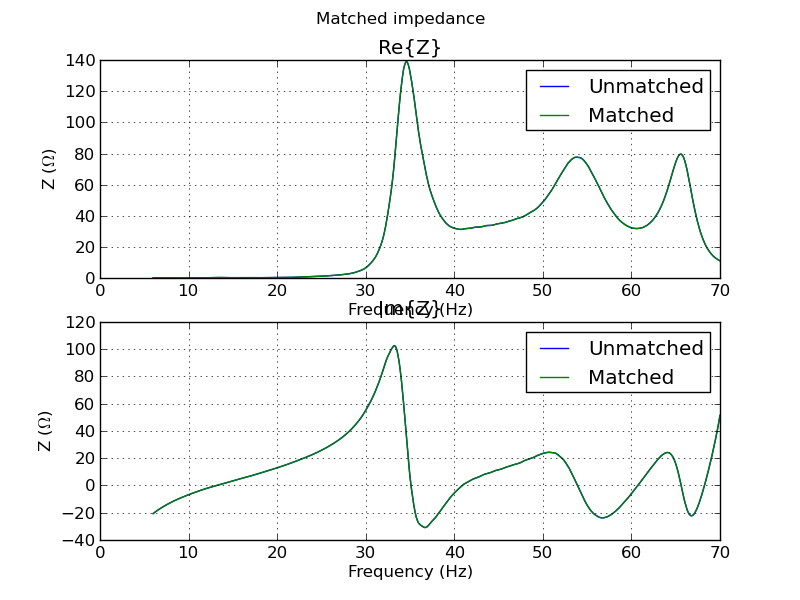 Matched impedance
Re{Z}
140
120
100
80
60
40
20
0
Z (Ω)
Unmatched
Matched
0 10 20 30 40 50 60 70
Frequency (Hz)
Im{Z}
120
100
80
60
40
20
0
−20
−40
Z (Ω)
Unmatched
Matched
0 10 20 30 40 50 60 70
Frequency (Hz)